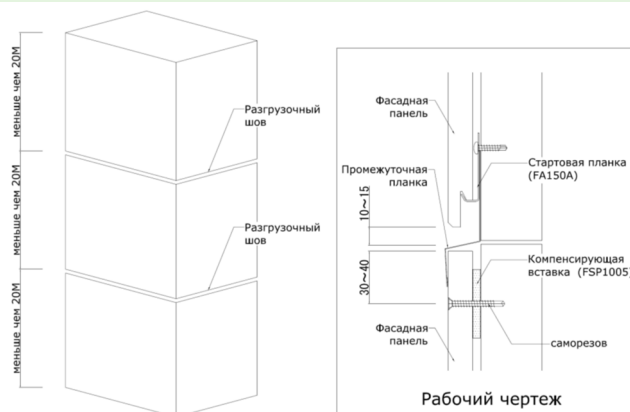 меньше чем 20М
меньше чем 20М
меньше чем 20М
Разгрузочный
шов
Разгрузочный
шов
Фасадная
панель
Промежуточная
планка
10~15
30~40
Фасадная
панель
Стартовая планка
(FA150A)
Компенсирующая
вставка (FSP1005)
саморезов
Рабочий чертеж